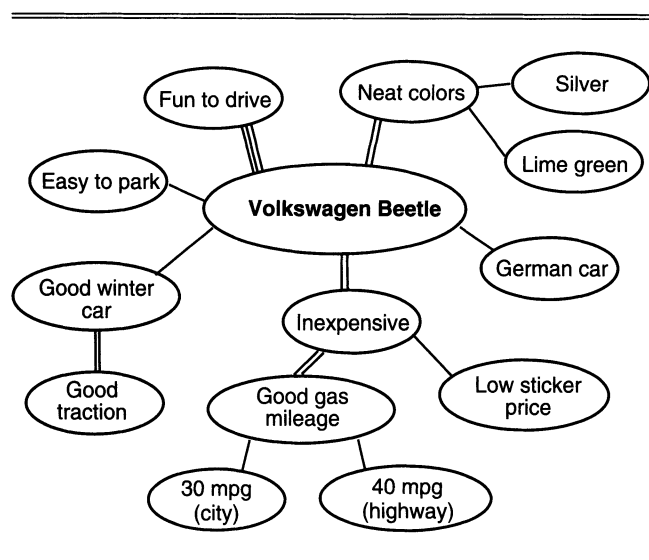 Fun to drive
Neat colors
Silver
Lime green
Easy to park
Volkswagen Beetle
German car
Good winter
car
Inexpensive
Good
traction
Good gas
mileage
Low sticker
price
30 mpg
(city)
40 mpg
(highway)